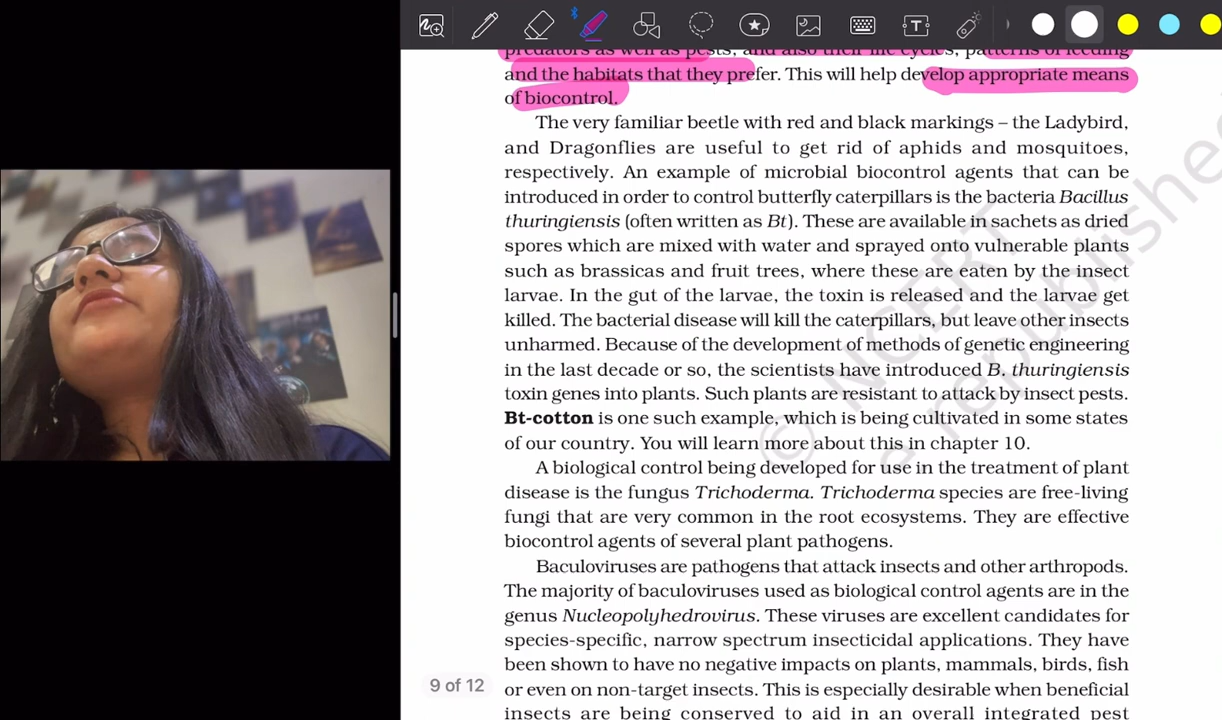 predators as well as pests, and also their life cycles, patterns of feeding
and the habitats that they prefer. This will help develop appropriate means
of biocontrol.
The very familiar beetle with red and black markings – the Ladybird,
and Dragonflies are useful to get rid of aphids and mosquitoes,
respectively. An example of microbial biocontrol agents that can be
introduced in order to control butterfly caterpillars is the bacteria Bacillus
thuringiensis (often written as Bt). These are available in sachets as dried
spores which are mixed with water and sprayed onto vulnerable plants
such as brassicas and fruit trees, where these are eaten by the insect
larvae. In the gut of the larvae, the toxin is released and the larvae get
killed. The bacterial disease will kill the caterpillars, but leave other insects
unharmed. Because of the development of methods of genetic engineering
in the last decade or so, the scientists have introduced B. thuringiensis
toxin genes into plants. Such plants are resistant to attack by insect pests.
Bt-cotton is one such example, which is being cultivated in some states
of our country. You will learn more about this in chapter 10.
A biological control being developed for use in the treatment of plant
disease is the fungus Trichoderma. Trichoderma species are free-living
fungi that are very common in the root ecosystems. They are effective
biocontrol agents of several plant pathogens.
Baculoviruses are pathogens that attack insects and other arthropods.
The majority of baculoviruses used as biological control agents are in the
genus Nucleopolyhedrovirus. These viruses are excellent candidates for
species-specific, narrow spectrum insecticidal applications. They have
been shown to have no negative impacts on plants, mammals, birds, fish
or even on non-target insects. This is especially desirable when beneficial
insects are being conserved to aid in an overall integrated pest
9 of 12
© NCERT
republished